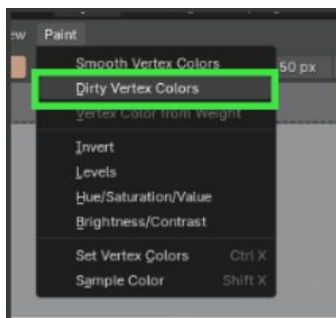 ew Paint
Smooth Vertex Colors
50 px
Dirty Vertex Colors
Vertex Color from Weight
Invert
Levels
Hue/Saturation/Value
Brightness/Contrast
Set Vertex Colors Ctrl X
Sample Color Shift X